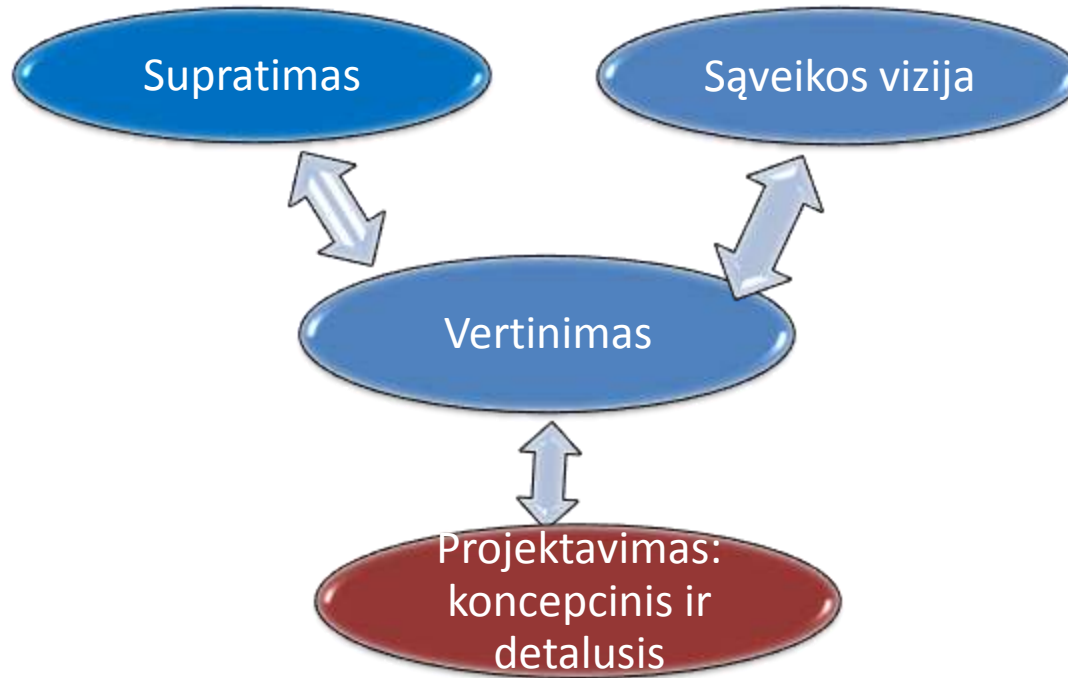 Supratimas
Sąveikos vizija
Vertinimas
Projektavimas:
koncepcinis ir
detalusis